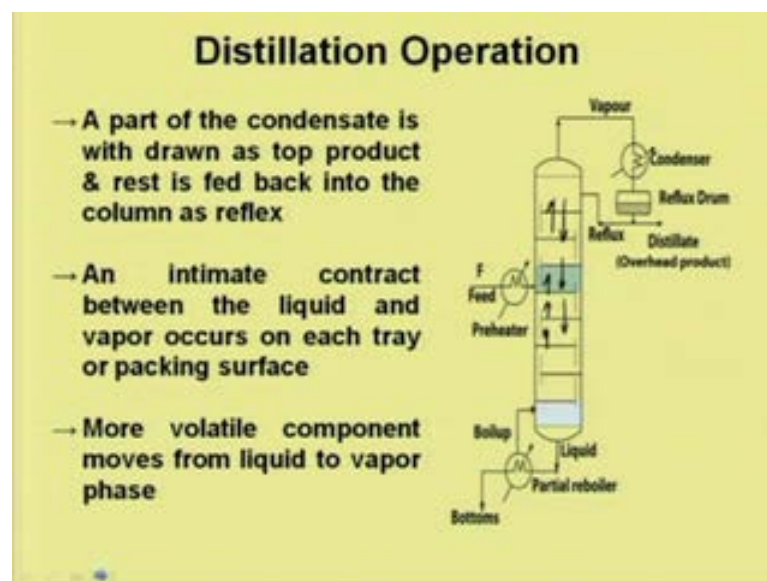 Distillation Operation
→ A part of the condensate is
with drawn as top product
& rest is fed back into the
column as reflex
→ An intimate contract
between the liquid and
vapor occurs on each tray
or packing surface
→ More volatile component
moves from liquid to vapor
phase
Vapour
Condenser
Reflux Drum
Reflux
Distillate
(Overhead product)
F
Feed
Preheater
Boilup
Liquid
Partial reboiler
Bottoms